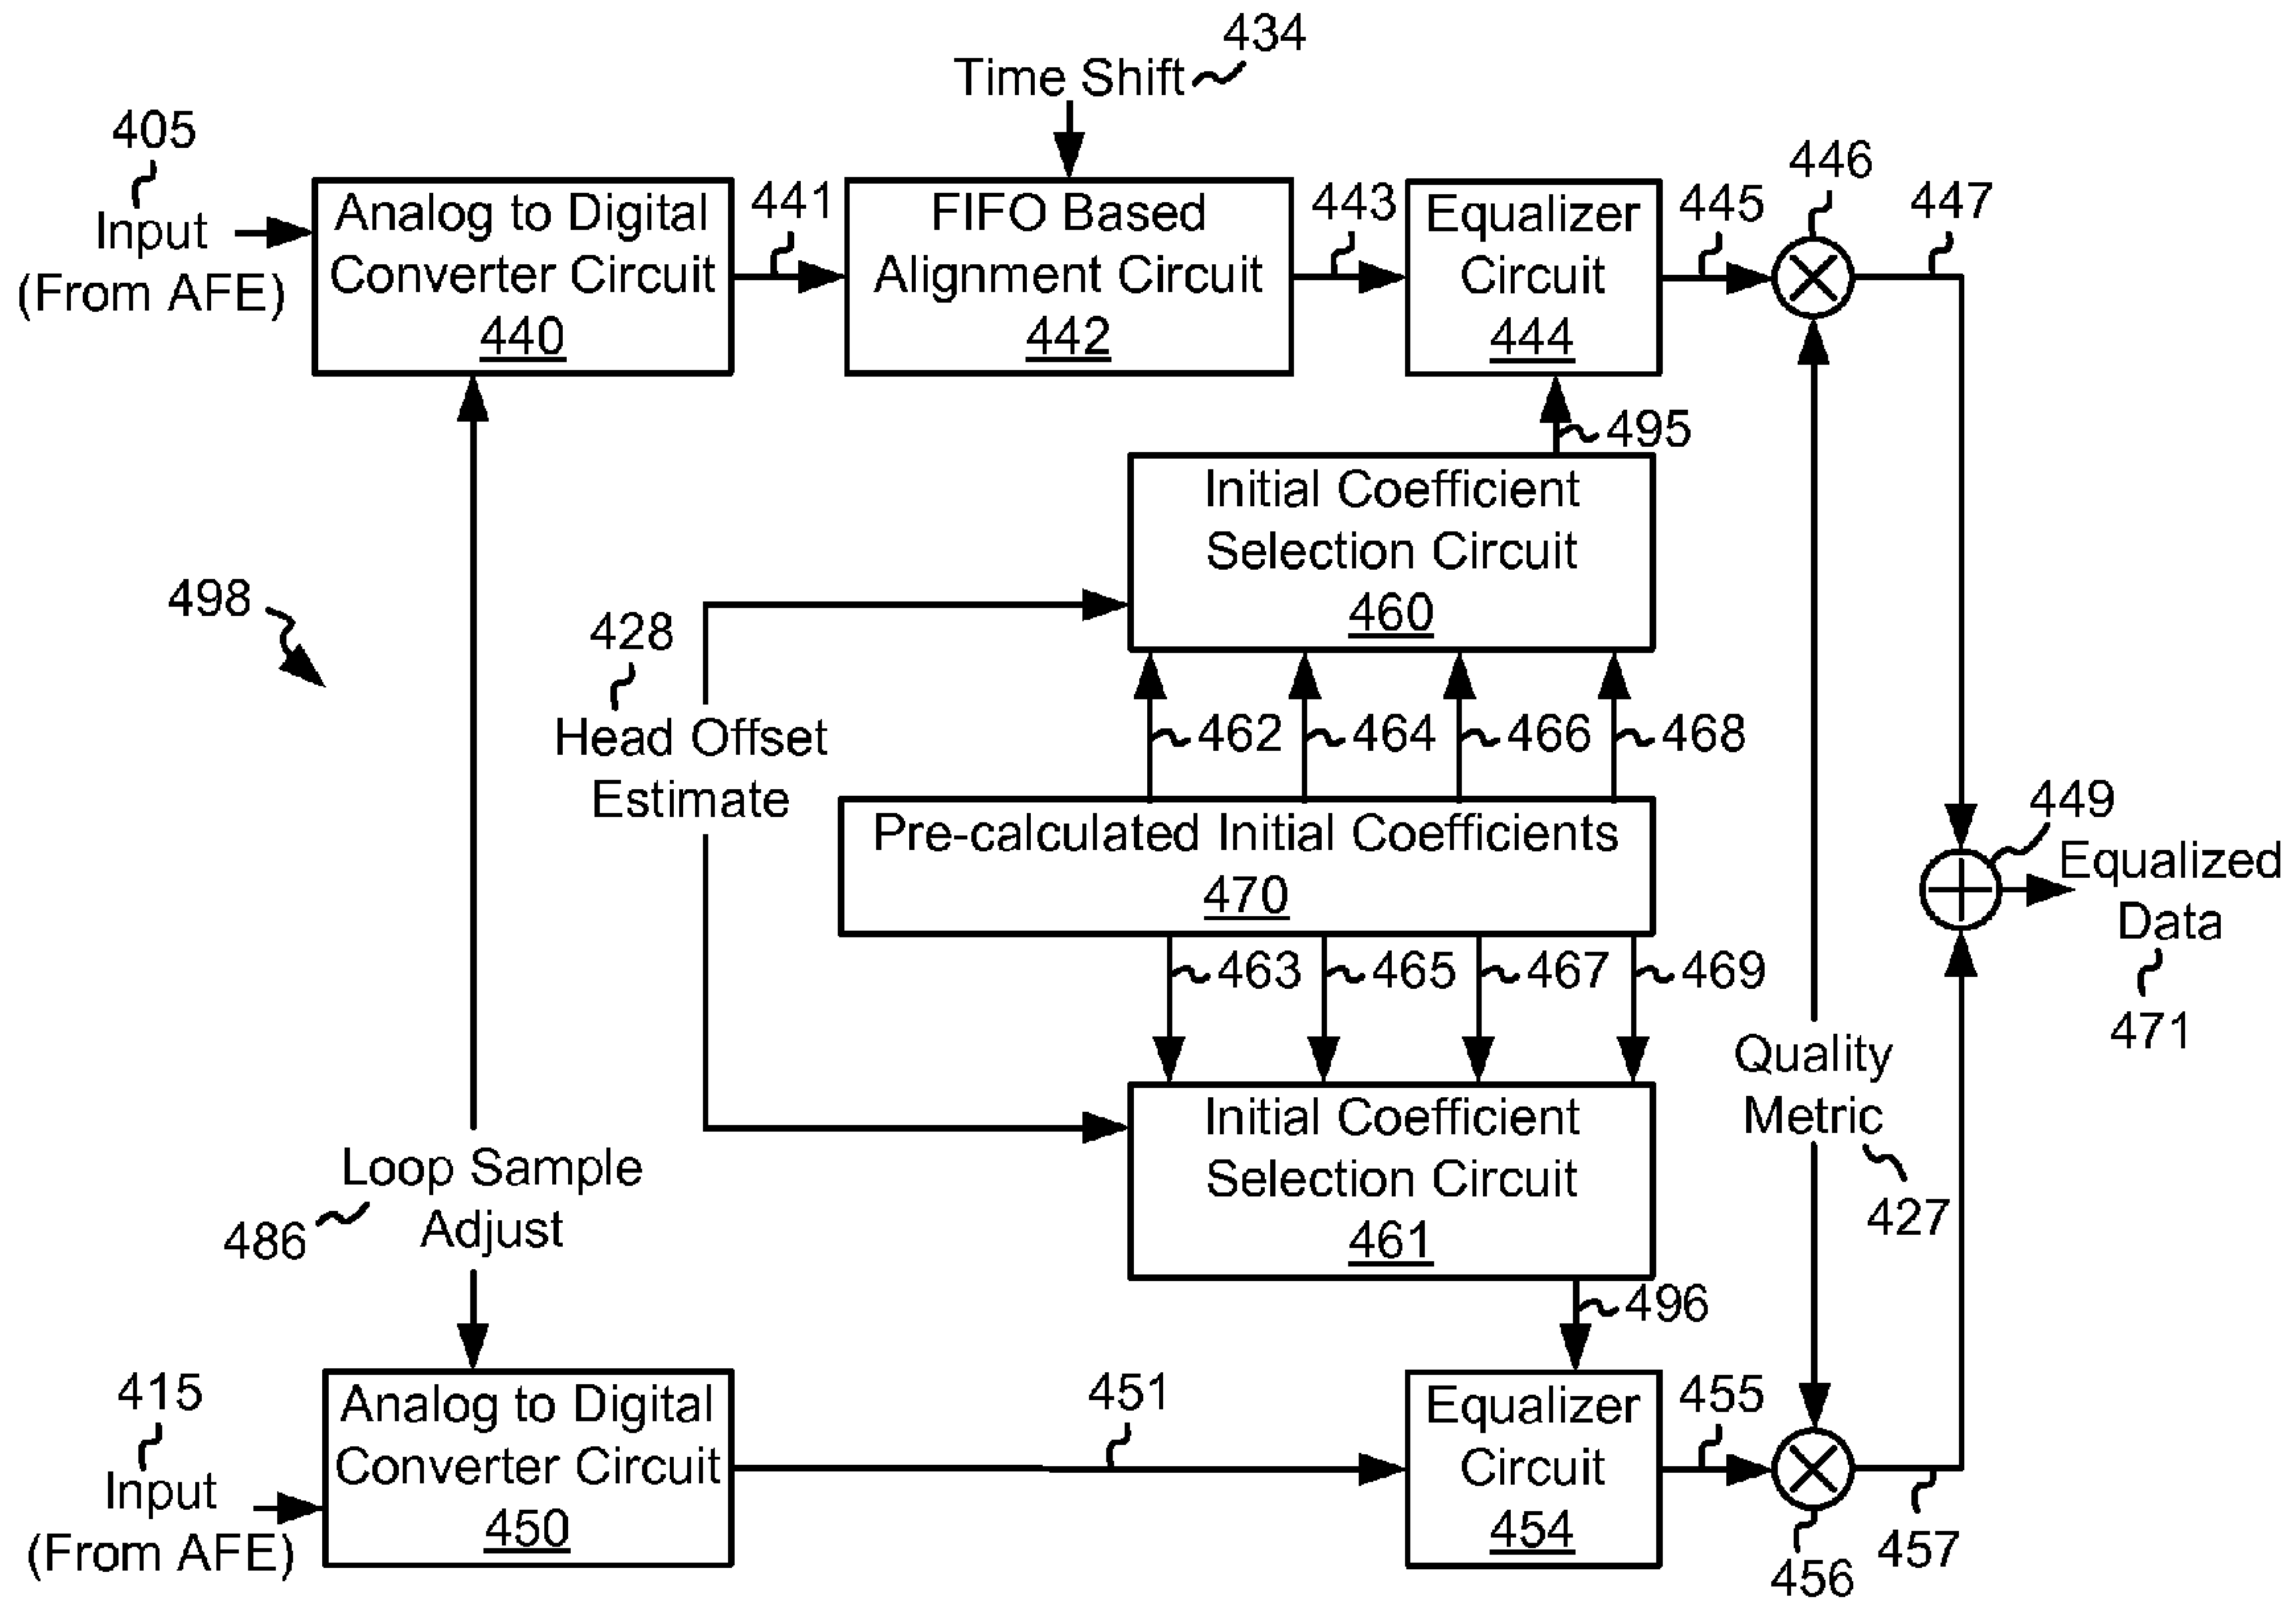 434
Time Shift
405
Input
(From AFE)
Analog to Digital
Converter Circuit
440
441
FIFO Based
Alignment Circuit
442
443
Equalizer
Circuit
444
445
446
447
495
Initial Coefficient
Selection Circuit
460
498
428
Head Offset
Estimate
462
464
466
468
Pre-calculated Initial Coefficients
470
449
Equalized
Data
471
463
465
467
469
Quality
Metric
427
Initial Coefficient
Selection Circuit
461
Loop Sample
Adjust
486
496
415
Input
(From AFE)
Analog to Digital
Converter Circuit
450
451
Equalizer
Circuit
454
455
456
457